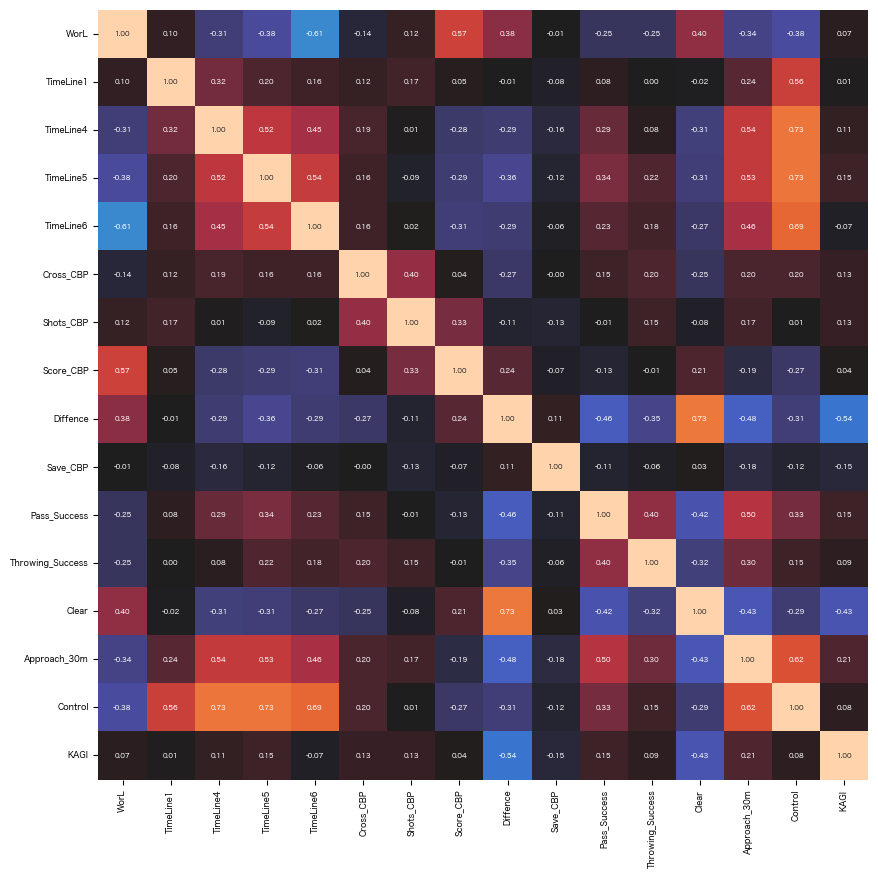 WorL 1.00 0.10 -0.31 -0.38 -0.61 -0.14 0.12 0.57 0.38 -0.01 -0.25 -0.25 0.40 -0.34 -0.38 0.07
TimeLine1 0.10 1.00 0.32 0.20 0.16 0.12 0.17 0.05 -0.01 -0.08 0.08 0.00 -0.02 0.24 0.56 0.01
TimeLine4 -0.31 0.32 1.00 0.52 0.45 0.19 0.01 -0.28 -0.29 -0.16 0.29 0.08 -0.31 0.54 0.73 0.11
TimeLine5 -0.38 0.20 0.52 1.00 0.54 0.16 -0.09 -0.29 -0.36 -0.12 0.34 0.22 -0.31 0.53 0.73 0.15
TimeLine6 -0.61 0.16 0.45 0.54 1.00 0.16 0.02 -0.31 -0.29 -0.06 0.23 0.18 -0.27 0.46 0.69 -0.07
Cross_CBP -0.14 0.12 0.19 0.16 0.16 1.00 0.40 0.04 -0.27 -0.00 0.15 0.20 -0.25 0.20 0.20 0.13
Shots_CBP 0.12 0.17 0.01 -0.09 0.02 0.40 1.00 0.33 -0.11 -0.13 -0.01 0.15 -0.08 0.17 0.01 0.13
Score_CBP 0.57 0.05 -0.28 -0.29 -0.31 0.04 0.33 1.00 0.24 -0.07 -0.13 -0.01 0.21 -0.19 -0.27 0.04
Diffence 0.38 -0.01 -0.29 -0.36 -0.29 -0.27 -0.11 0.24 1.00 0.11 -0.46 -0.35 0.73 -0.48 -0.31 -0.54
Save_CBP -0.01 -0.08 -0.16 -0.12 -0.06 -0.00 -0.13 -0.07 0.11 1.00 -0.11 -0.06 0.03 -0.18 -0.12 -0.15
Pass_Success -0.25 0.08 0.29 0.34 0.23 0.15 -0.01 -0.13 -0.46 -0.11 1.00 0.40 -0.42 0.50 0.33 0.15
Throwing_Success -0.25 0.00 0.08 0.22 0.18 0.20 0.15 -0.01 -0.35 -0.06 0.40 1.00 -0.32 0.30 0.15 0.09
Clear 0.40 -0.02 -0.31 -0.31 -0.27 -0.25 -0.08 0.21 0.73 0.03 -0.42 -0.32 1.00 -0.43 -0.29 -0.43
Approach_30m -0.34 0.24 0.54 0.53 0.46 0.20 0.17 -0.19 -0.48 -0.18 0.50 0.30 -0.43 1.00 0.62 0.21
Control -0.38 0.56 0.73 0.73 0.69 0.20 0.01 -0.27 -0.31 -0.12 0.33 0.15 -0.29 0.62 1.00 0.08
KAGI 0.07 0.01 0.11 0.15 -0.07 0.13 0.13 0.04 -0.54 -0.15 0.15 0.09 -0.43 0.21 0.08 1.00
WorL TimeLine1 TimeLine4 TimeLine5 TimeLine6 Cross_CBP Shots_CBP Score_CBP Diffence Save_CBP Pass_Success Throwing_Success Clear Approach_30m Control KAGI